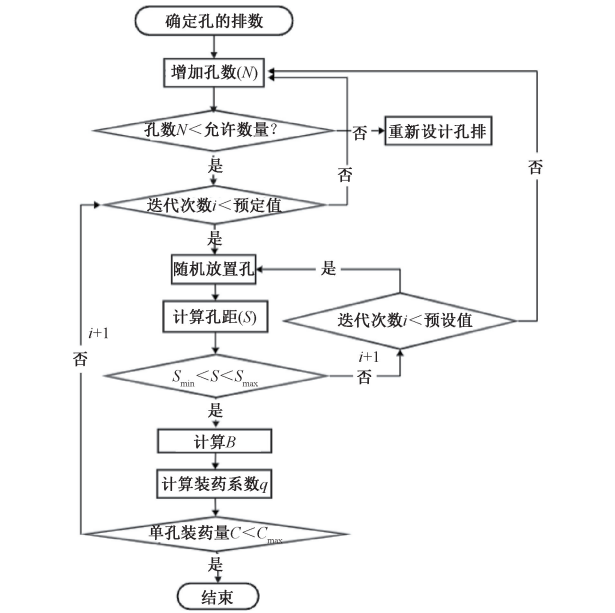 确定孔的排数
增加孔数(N)
孔数N＜允许数量?
否
重新设计孔排
是
否
否
迭代次数i＜预定值
是
随机放置孔
是
计算孔距(S)
迭代次数i＜预设值
i+1
否
i+1
否
Smin＜S＜Smax
是
计算B
计算装药系数q
单孔装药量C＜Cmax
是
结束